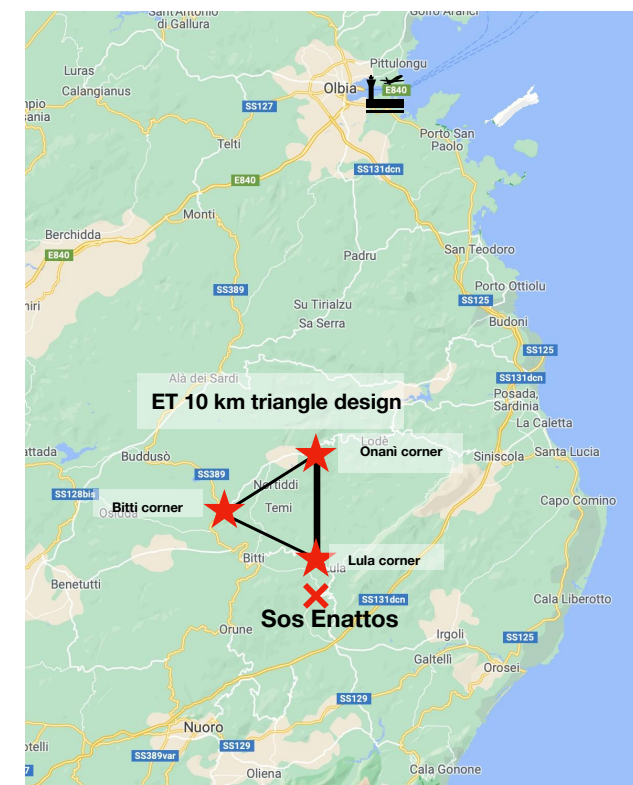 Sant'Antonio
di Gallura
Golfo Aranci
Luras
Calangianus
Pittulongu
Olbia
E840
SS127
Porto San
Paolo
Telti
SS131dcn
E840
Monti
Berchidda
E840
Padru
San Teodoro
SS389
Porto Ottiolu
Su Tirialzu
SS125
Sa Serra
Budoni
SS125
Alà dei Sardi
SS131dcn
ET 10 km triangle design
Posada,
Sardinia
La Caletta
Lodè
Onanì corner
Buddusò
Siniscola
Santa Lucia
SS389
Nortiddi
SS128bis
Capo Comino
Bitti corner
Temi
Bitti
Lula corner
Benetutti
SS131dcn
Cala Liberotto
Sos Enattos
Orune
Irgoli
SS125
Galtellì
Orosei
SS129
Nuoro
SS129
SS389var
Oliena
Cala Gonone